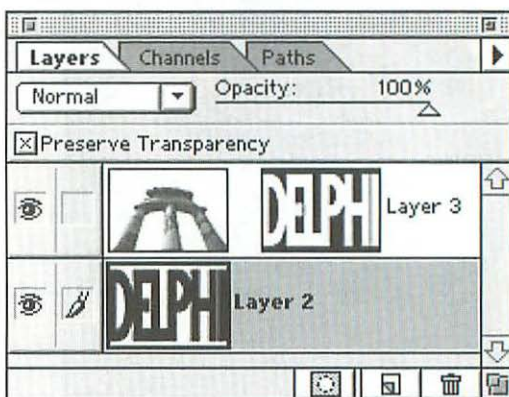 Layers Channels Paths
Normal Opacity: 100%
Preserve Transparency
DELPHI Layer 3
DELPHI Layer 2